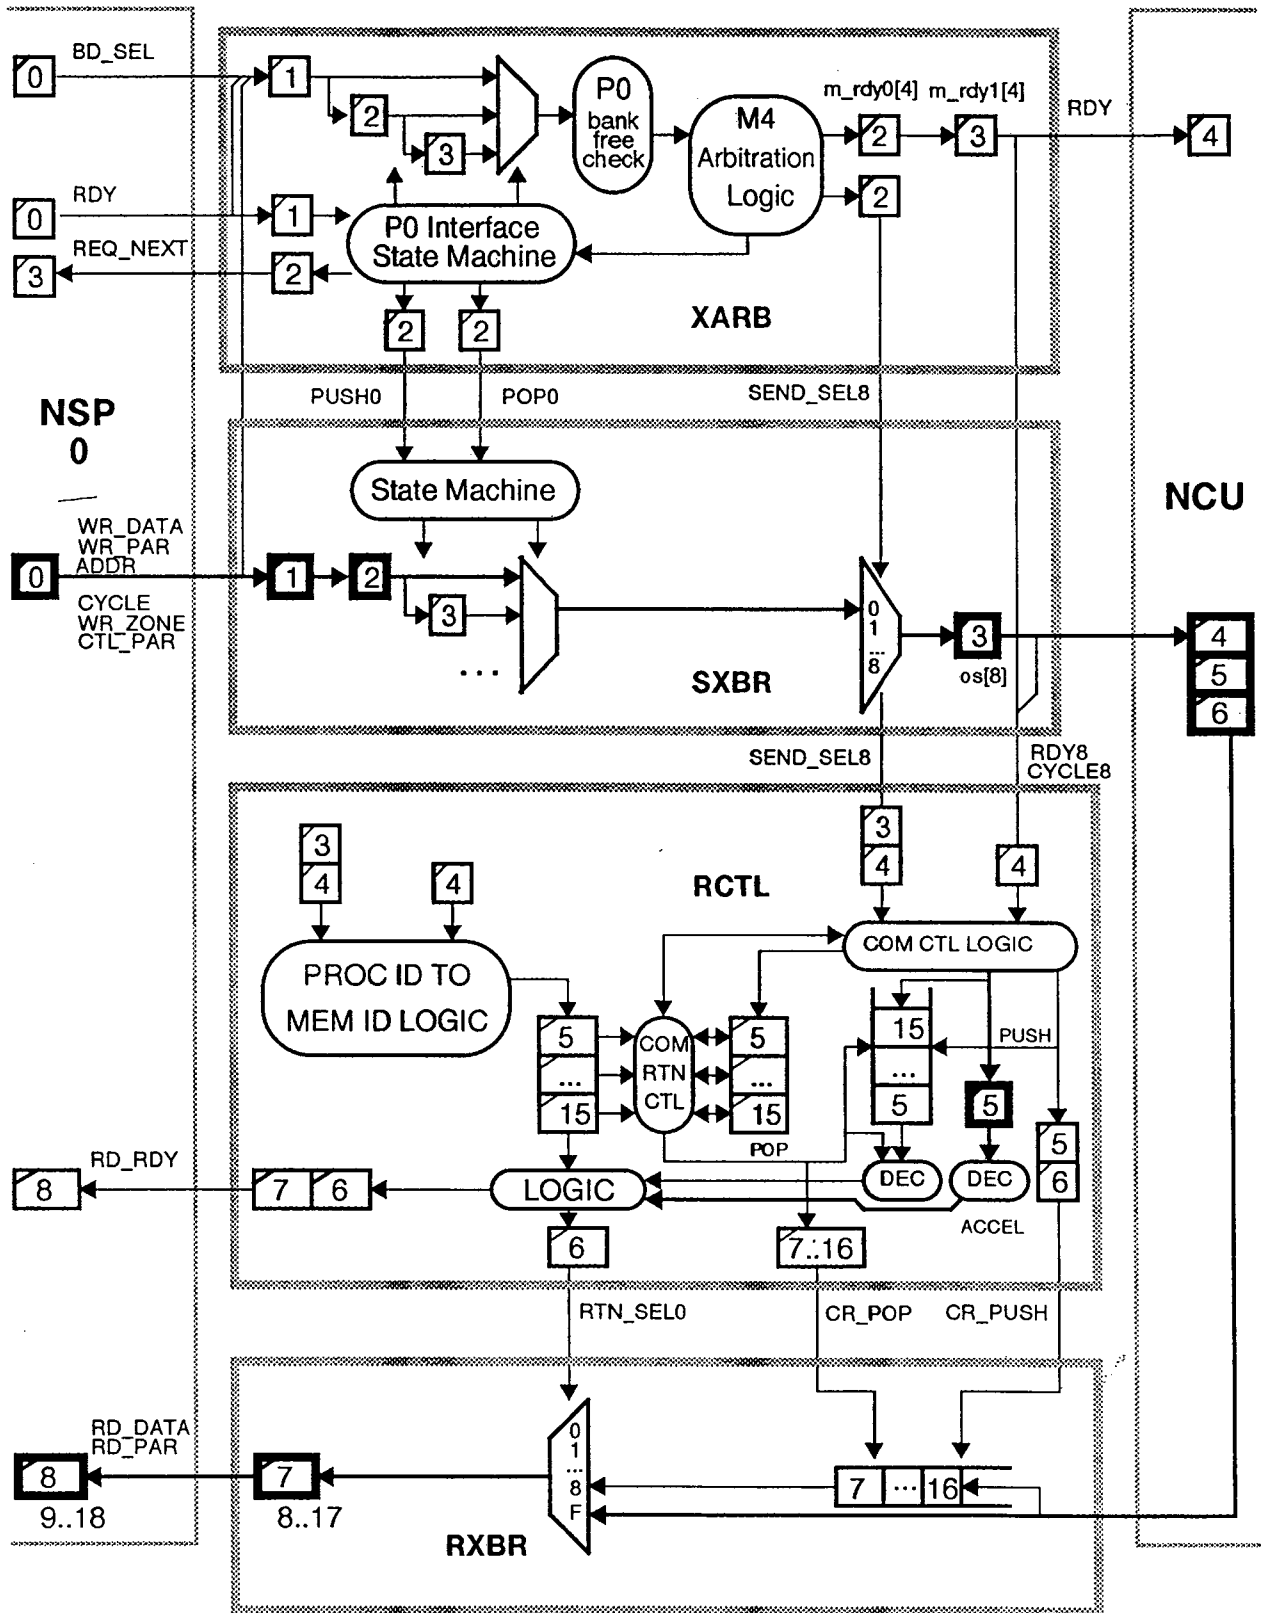 BD_SEL
0
1
2
3
P0
bank
free
check
M4
Arbitration
Logic
m_rdy0[4]
m_rdy1[4]
2
3
RDY
4
2
RDY
0
1
P0 Interface
State Machine
REQ_NEXT
3
2
2
2
XARB
PUSH0
POP0
SEND_SEL8
NSP
0
State Machine
NCU
WR_DATA
WR_PAR
ADDR
0
1
2
3
CYCLE
WR_ZONE
CTL_PAR
...
0
1
...
8
3
os[8]
4
5
6
SXBR
SEND_SEL8
RDY8
CYCLE8
3
4
4
3
4
4
RCTL
COM CTL LOGIC
PROC ID TO
MEM ID LOGIC
5
...
15
COM
RTN
CTL
5
...
15
15
...
5
PUSH
5
5
6
POP
RD_RDY
8
7
6
LOGIC
DEC
DEC
ACCEL
6
7..16
RTN_SEL0
CR_POP
CR_PUSH
RD_DATA
RD_PAR
8
9..18
7
8..17
0
1
...
8
F
7
...
16
RXBR